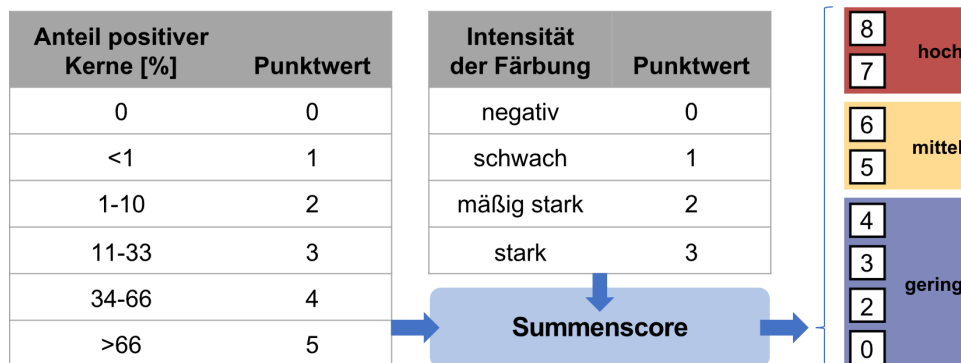 Anteil positiver
Kerne [%] Punktwert
0 0
<1 1
1-10 2
11-33 3
34-66 4
>66 5
Intensität
der Färbung Punktwert
negativ 0
schwach 1
mäßig stark 2
stark 3
Summenscore
8
7
hoch
6
5
mittel
4
3
2
0
gering